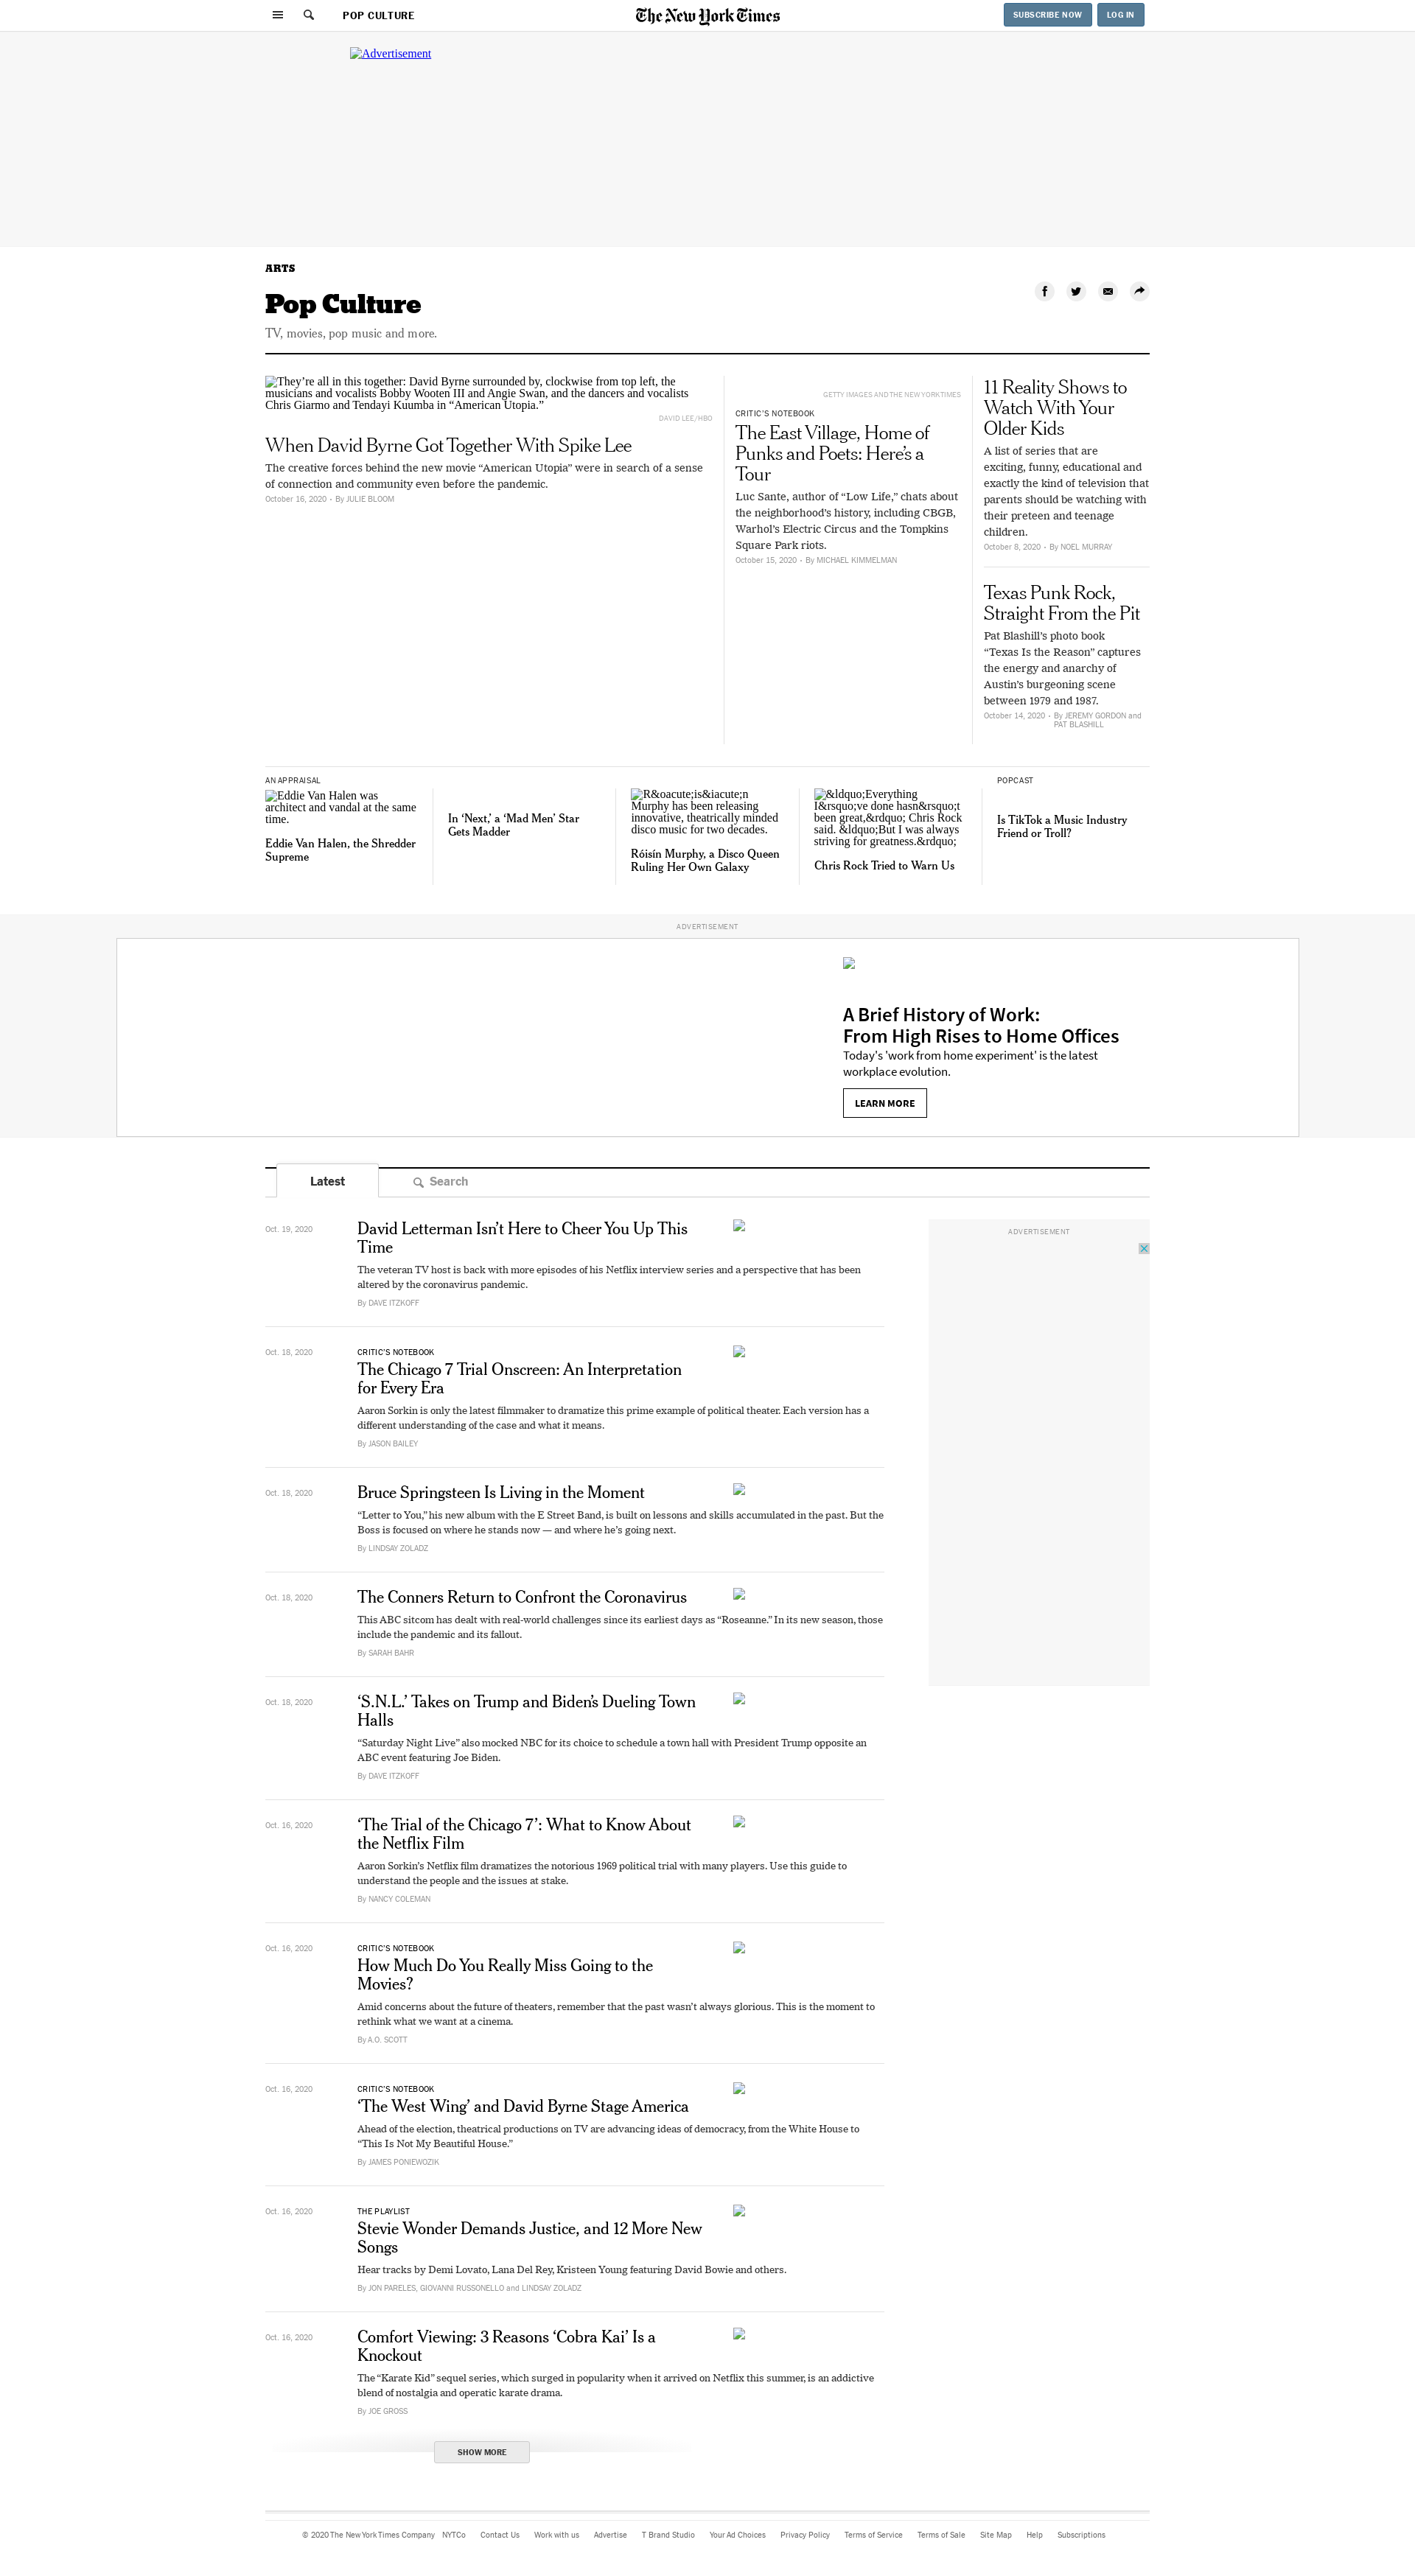 POP CULTURE
The New York Times
SUBSCRIBE NOW
LOG IN
Advertisement
ARTS
Pop Culture
TV, movies, pop music and more.
They’re all in this together: David Byrne surrounded by, clockwise from top left, the
musicians and vocalists Bobby Wooten III and Angie Swan, and the dancers and vocalists
Chris Giarmo and Tendayi Kuumba in “American Utopia.”
DAVID LEE/HBO
When David Byrne Got Together With Spike Lee
The creative forces behind the new movie “American Utopia” were in search of a sense
of connection and community even before the pandemic.
October 16, 2020 • By JULIE BLOOM
GETTY IMAGES AND THE NEW YORK TIMES
CRITIC’S NOTEBOOK
The East Village, Home of
Punks and Poets: Here’s a
Tour
Luc Sante, author of “Low Life,” chats about
the neighborhood’s history, including CBGB,
Warhol’s Electric Circus and the Tompkins
Square Park riots.
October 15, 2020 • By MICHAEL KIMMELMAN
11 Reality Shows to
Watch With Your
Older Kids
A list of series that are
exciting, funny, educational and
exactly the kind of television that
parents should be watching with
their preteen and teenage
children.
October 8, 2020 • By NOEL MURRAY
Texas Punk Rock,
Straight From the Pit
Pat Blashill’s photo book
“Texas Is the Reason” captures
the energy and anarchy of
Austin’s burgeoning scene
between 1979 and 1987.
October 14, 2020 • By JEREMY GORDON and
PAT BLASHILL
AN APPRAISAL
Eddie Van Halen was
architect and vandal at the same
time.
Eddie Van Halen, the Shredder
Supreme
In ‘Next,’ a ‘Mad Men’ Star
Gets Madder
R&oacute;is&iacute;n
Murphy has been releasing
innovative, theatrically minded
disco music for two decades.
Róisín Murphy, a Disco Queen
Ruling Her Own Galaxy
&ldquo;Everything
I&rsquo;ve done hasn&rsquo;t
been great,&rdquo; Chris Rock
said. &ldquo;But I was always
striving for greatness.&rdquo;
Chris Rock Tried to Warn Us
POPCAST
Is TikTok a Music Industry
Friend or Troll?
ADVERTISEMENT
A Brief History of Work:
From High Rises to Home Offices
Today's 'work from home experiment' is the latest
workplace evolution.
LEARN MORE
Latest
Search
ADVERTISEMENT
Oct. 19, 2020
David Letterman Isn’t Here to Cheer You Up This
Time
The veteran TV host is back with more episodes of his Netflix interview series and a perspective that has been
altered by the coronavirus pandemic.
By DAVE ITZKOFF
Oct. 18, 2020
CRITIC’S NOTEBOOK
The Chicago 7 Trial Onscreen: An Interpretation
for Every Era
Aaron Sorkin is only the latest filmmaker to dramatize this prime example of political theater. Each version has a
different understanding of the case and what it means.
By JASON BAILEY
Oct. 18, 2020
Bruce Springsteen Is Living in the Moment
“Letter to You,” his new album with the E Street Band, is built on lessons and skills accumulated in the past. But the
Boss is focused on where he stands now — and where he’s going next.
By LINDSAY ZOLADZ
Oct. 18, 2020
The Conners Return to Confront the Coronavirus
This ABC sitcom has dealt with real-world challenges since its earliest days as “Roseanne.” In its new season, those
include the pandemic and its fallout.
By SARAH BAHR
Oct. 18, 2020
‘S.N.L.’ Takes on Trump and Biden’s Dueling Town
Halls
“Saturday Night Live” also mocked NBC for its choice to schedule a town hall with President Trump opposite an
ABC event featuring Joe Biden.
By DAVE ITZKOFF
Oct. 16, 2020
‘The Trial of the Chicago 7’: What to Know About
the Netflix Film
Aaron Sorkin’s Netflix film dramatizes the notorious 1969 political trial with many players. Use this guide to
understand the people and the issues at stake.
By NANCY COLEMAN
Oct. 16, 2020
CRITIC’S NOTEBOOK
How Much Do You Really Miss Going to the
Movies?
Amid concerns about the future of theaters, remember that the past wasn’t always glorious. This is the moment to
rethink what we want at a cinema.
By A.O. SCOTT
Oct. 16, 2020
CRITIC’S NOTEBOOK
‘The West Wing’ and David Byrne Stage America
Ahead of the election, theatrical productions on TV are advancing ideas of democracy, from the White House to
“This Is Not My Beautiful House.”
By JAMES PONIEWOZIK
Oct. 16, 2020
THE PLAYLIST
Stevie Wonder Demands Justice, and 12 More New
Songs
Hear tracks by Demi Lovato, Lana Del Rey, Kristeen Young featuring David Bowie and others.
By JON PARELES, GIOVANNI RUSSONELLO and LINDSAY ZOLADZ
Oct. 16, 2020
Comfort Viewing: 3 Reasons ‘Cobra Kai’ Is a
Knockout
The “Karate Kid” sequel series, which surged in popularity when it arrived on Netflix this summer, is an addictive
blend of nostalgia and operatic karate drama.
By JOE GROSS
SHOW MORE
© 2020 The New York Times Company NYTCo Contact Us Work with us Advertise T Brand Studio Your Ad Choices Privacy Policy Terms of Service Terms of Sale Site Map Help Subscriptions